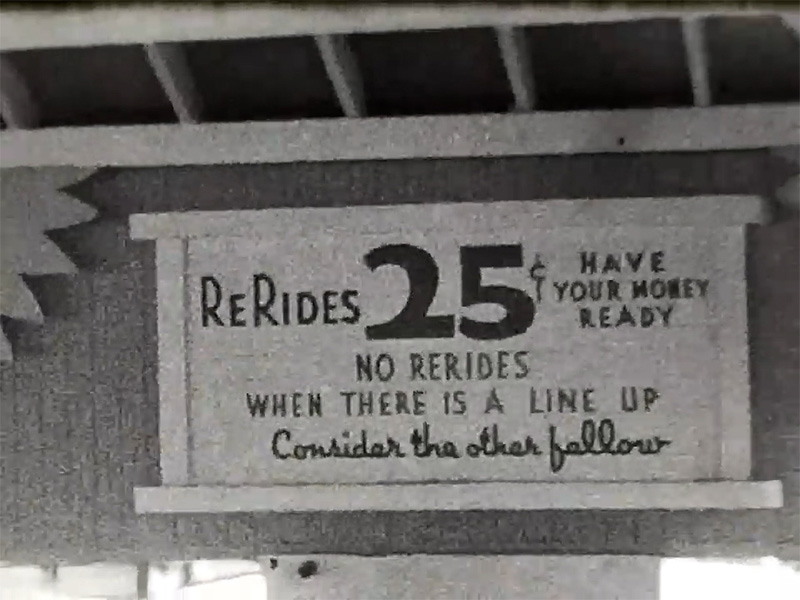 ReRides 25¢ HAVE
YOUR MONEY
READY
NO RERIDES
WHEN THERE IS A LINE UP
Consider the other fellow